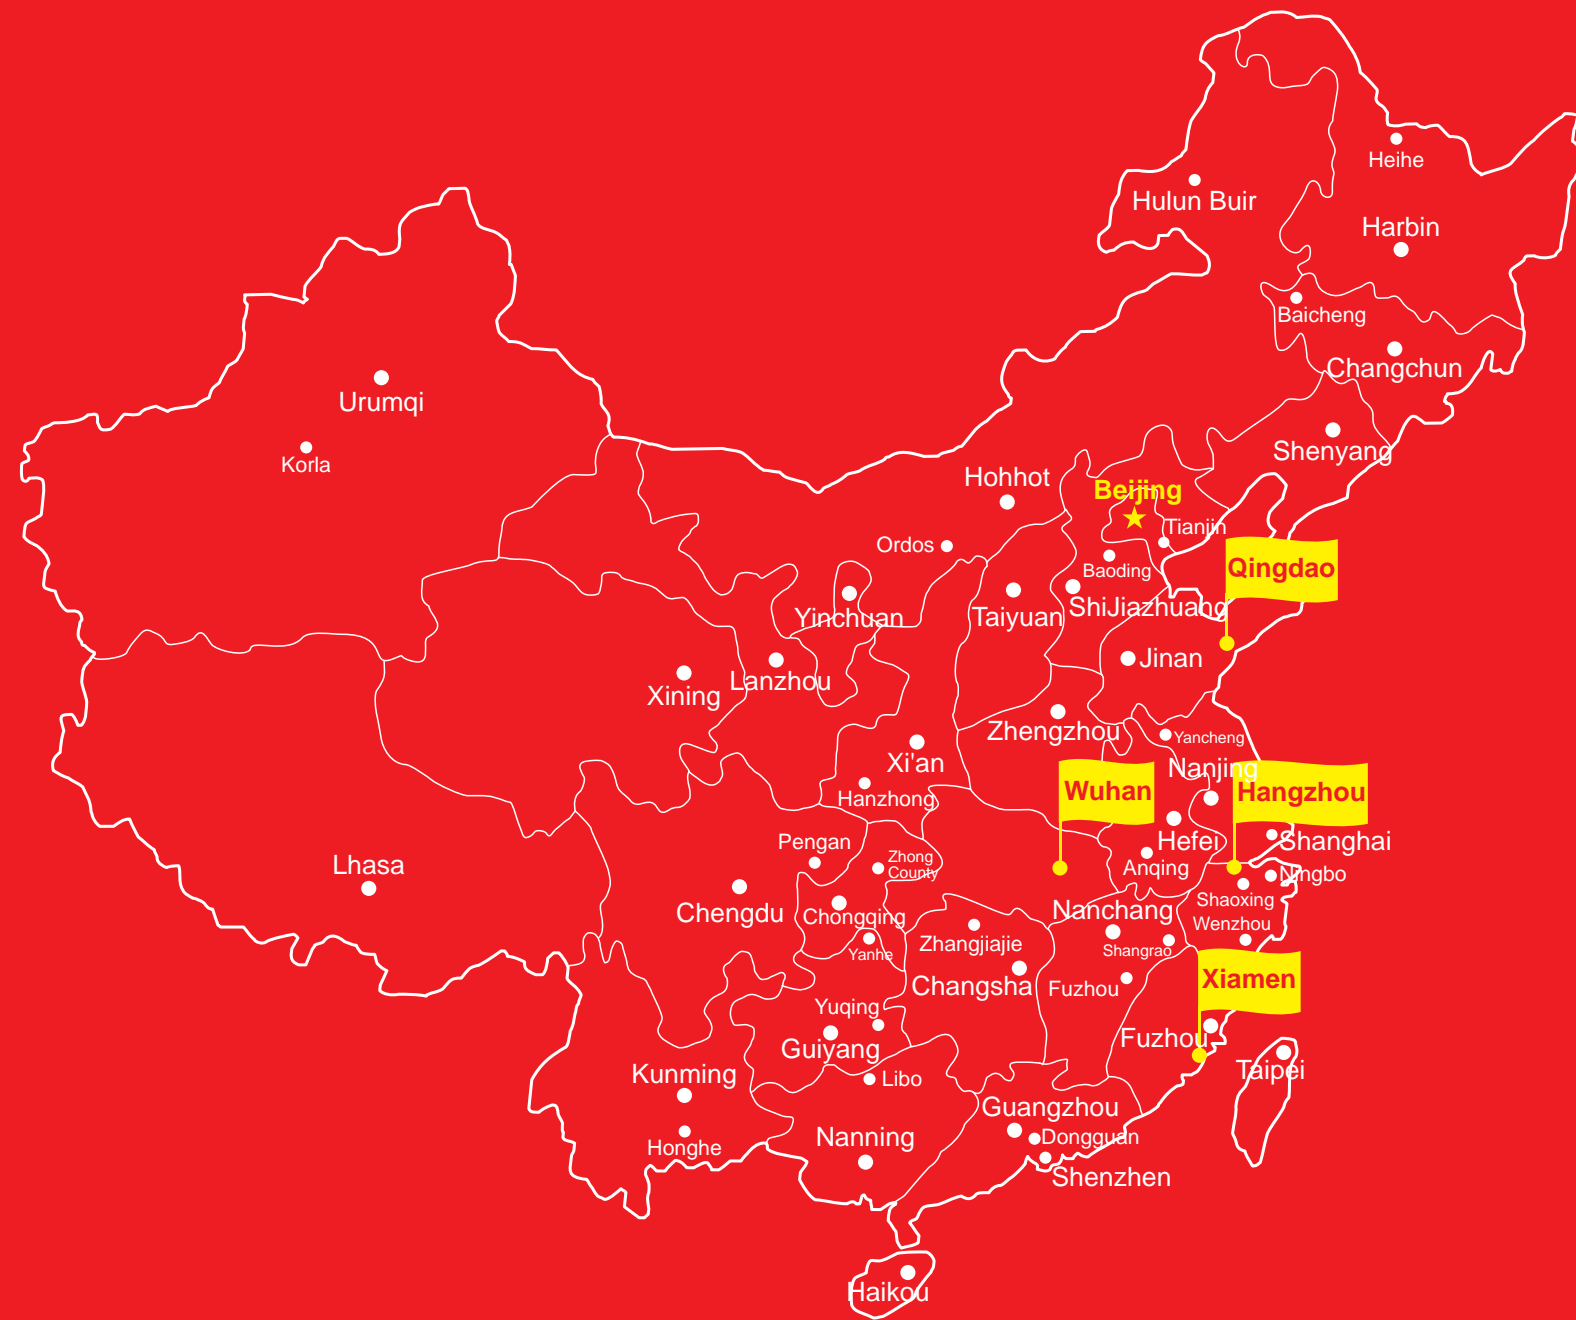 Heihe
Hulun Buir
Harbin
Baicheng
Changchun
Urumqi
Korla
Shenyang
Hohhot
Beijing
Tianjin
Ordos
Baoding
Qingdao
Yinchuan
Taiyuan
ShiJiazhuang
Jinan
Lanzhou
Xining
Zhengzhou
Yancheng
Xi'an
Nanjing
Wuhan
Hangzhou
Hanzhong
Pengan
Hefei
Shanghai
Zhong
County
Anqing
Lhasa
Ningbo
Shaoxing
Chengdu
Chongqing
Nanchang
Wenzhou
Zhangjiajie
Yanhe
Shangrao
Xiamen
Changsha
Fuzhou
Yuqing
Guiyang
Fuzhou
Taipei
Kunming
Libo
Guangzhou
Nanning
Dongguan
Honghe
Shenzhen
Haikou